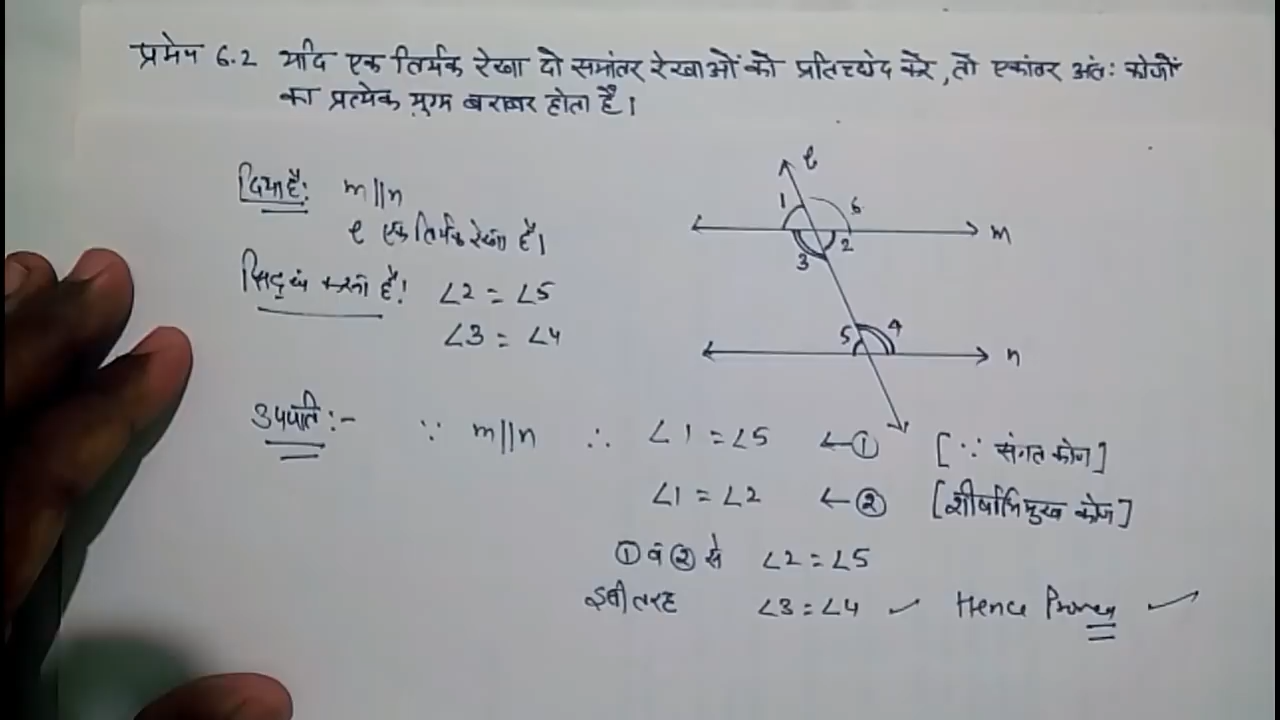 प्रमेय 6.2 यदि एक तिर्यक रेखा दो समांतर रेखाओं को प्रतिच्छेद करे, तो एकांतर अंतः कोणों
का प्रत्येक युग्म बराबर होता है।
दिया है: m||n
l एक तिर्यक रेखा है।
सिद्ध करना है! ∠2 = ∠5
∠3 = ∠4
l
1 6
m
3 2
5 4
n
उपपति :- ∵ m||n ∴ ∠1 = ∠5 ←① [∵ संगत कोण]
∠1 = ∠2 ←② [शीर्षाभिमुख कोण]
① व ② से ∠2 = ∠5
इसी तरह ∠3 = ∠4 Hence